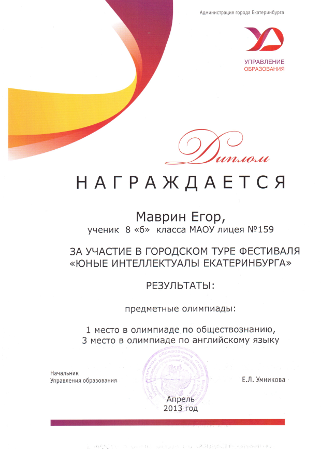 Администрация города Екатеринбурга
УПРАВЛЕНИЕ
ОБРАЗОВАНИЯ
Диплом
НАГРАЖДАЕТСЯ
Маврин Егор,
ученик 8 «б» класса МАОУ лицея №159
ЗА УЧАСТИЕ В ГОРОДСКОМ ТУРЕ ФЕСТИВАЛЯ
«ЮНЫЕ ИНТЕЛЛЕКТУАЛЫ ЕКАТЕРИНБУРГА»
РЕЗУЛЬТАТЫ:
предметные олимпиады:
1 место в олимпиаде по обществознанию,
3 место в олимпиаде по английскому языку
Начальник
Управления образования
Е.Л. Умникова
Апрель
2013 год